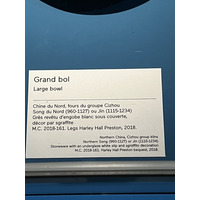 Grand bol
Large bowl
Chine du Nord, fours du groupe Cizhou
Song du Nord (960-1127) ou Jin (1115-1234)
Grès revêtu d'engobe blanc sous couverte,
décor par sgraffite
M.C. 2018-161. Legs Harley Hall Preston, 2018.
Northern China, Cizhou group kilns
Northern Song (960-1127) or Jin (1115-1234)
Stoneware with an underglaze white slip and sgraffito decoration
M.C. 2018-161, Harley Hall Preston bequest, 2018.